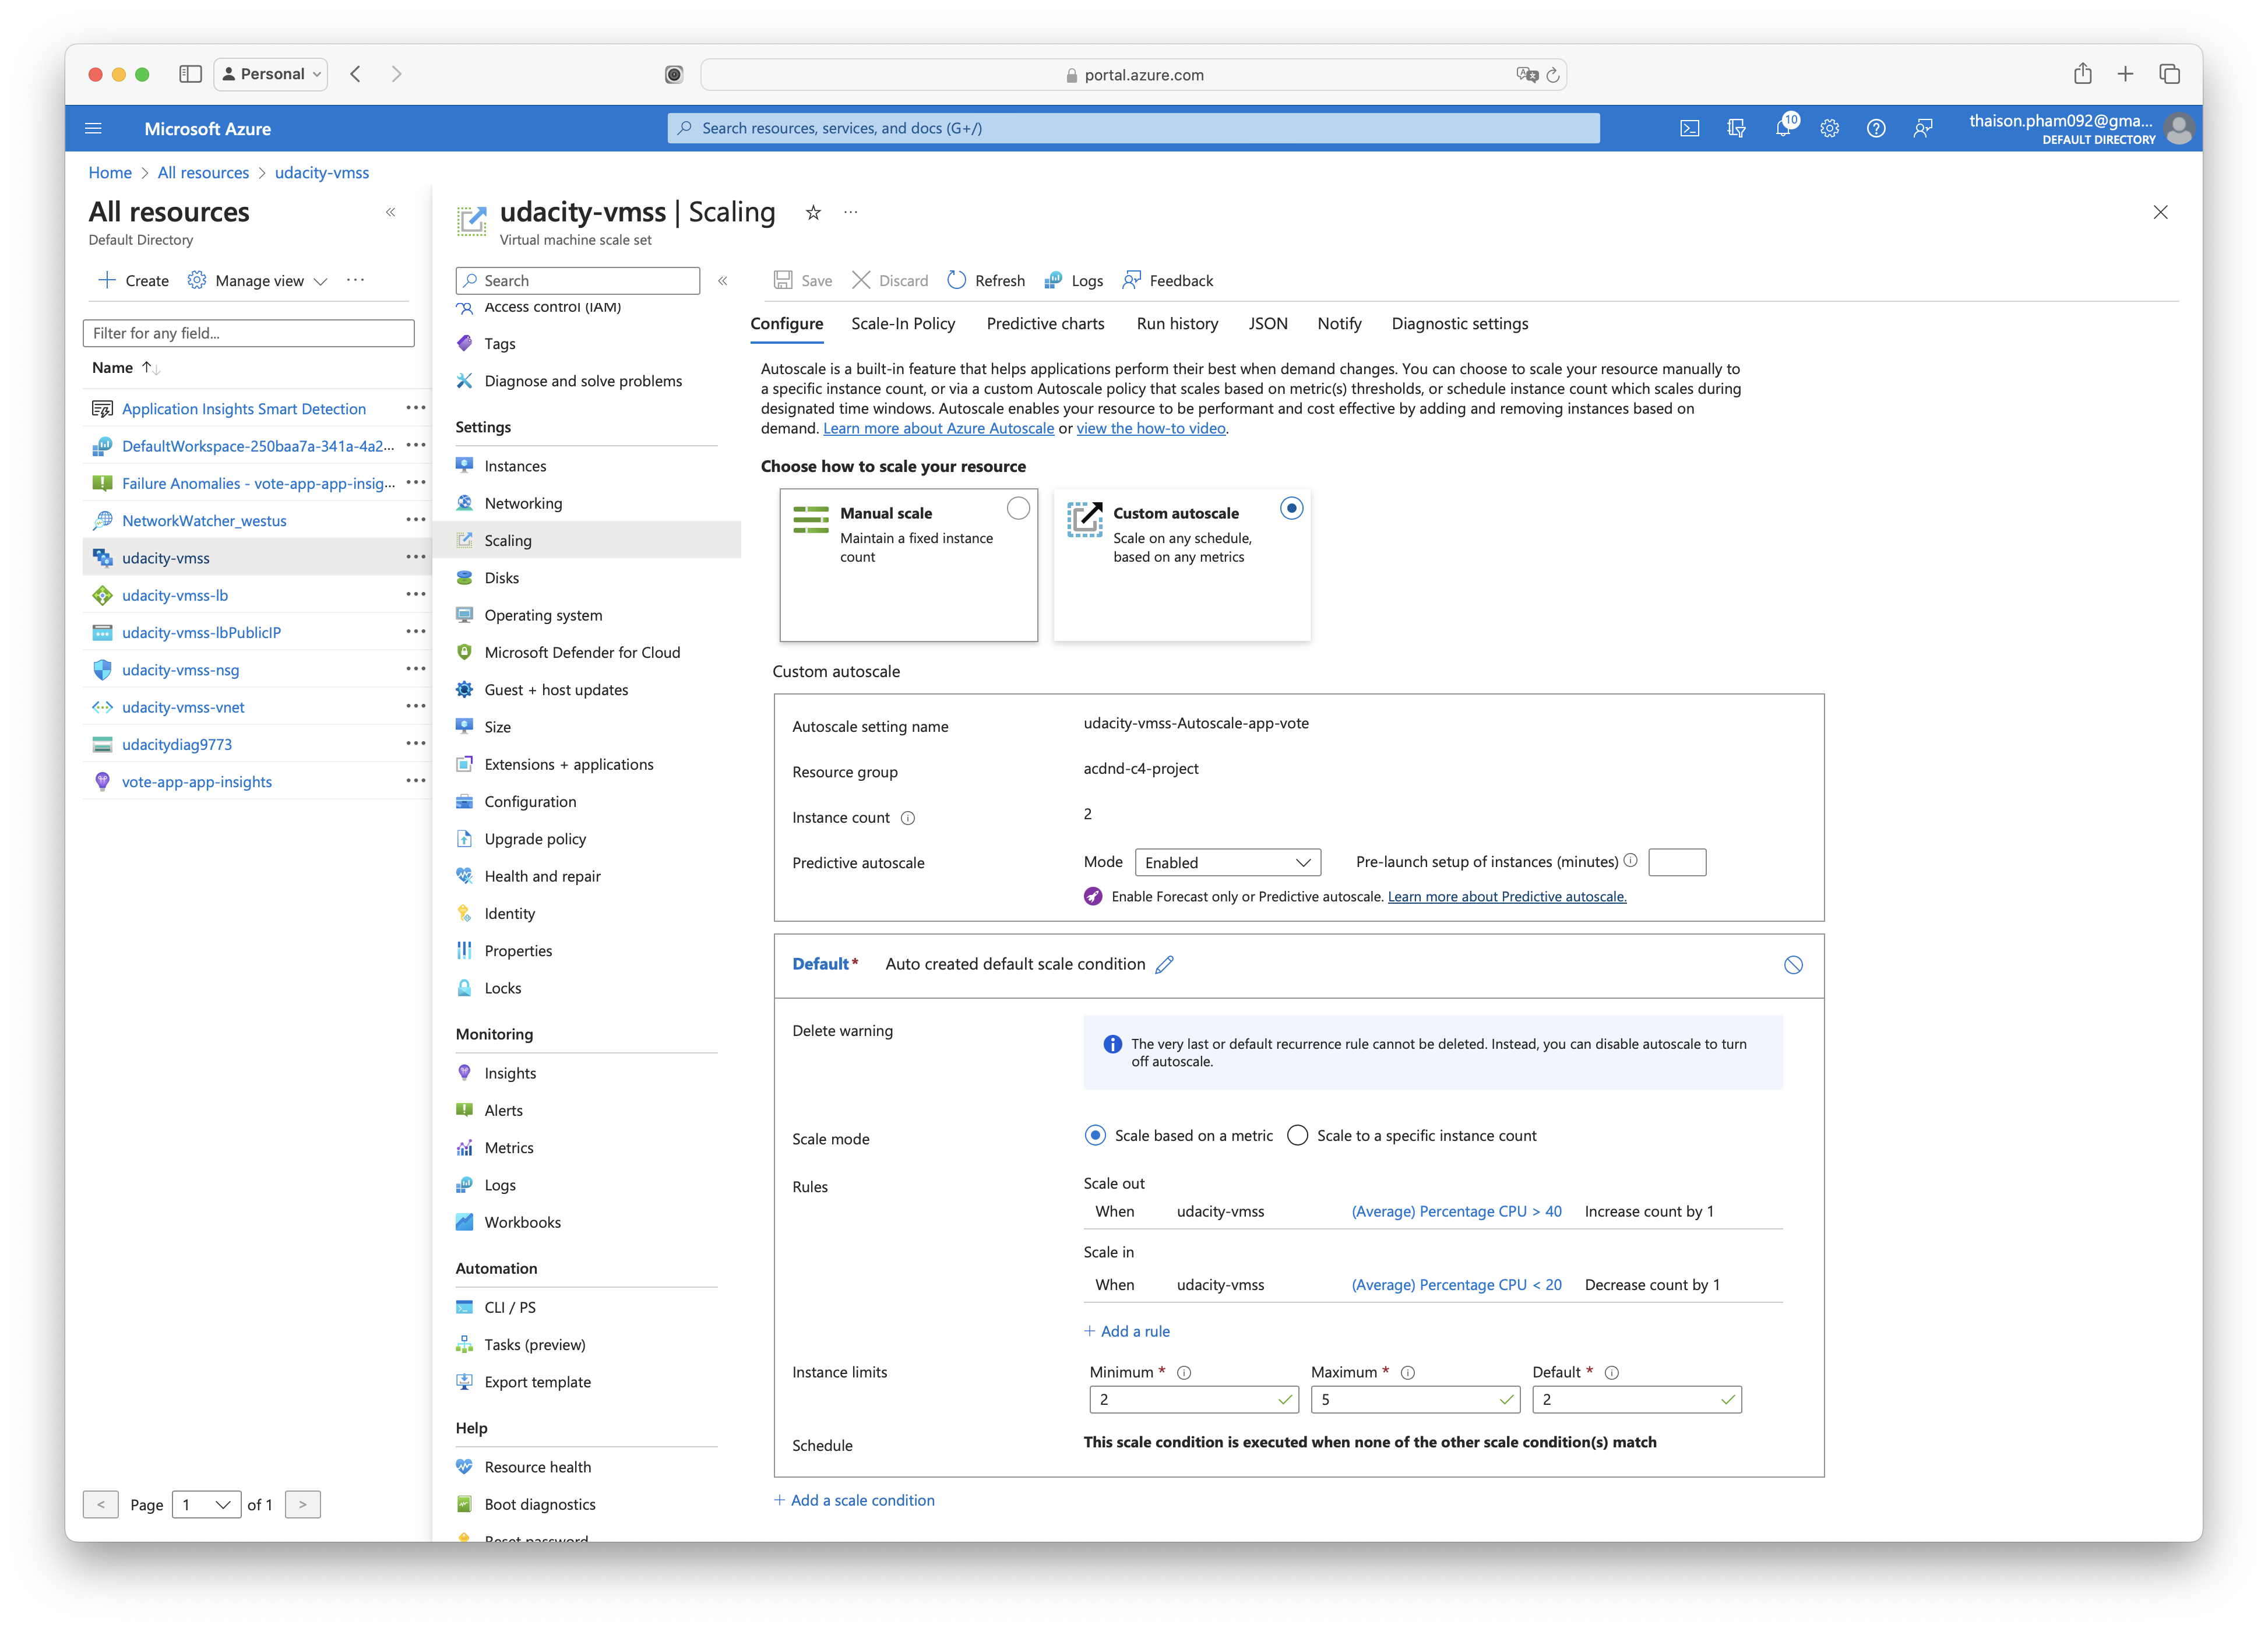 Personal
portal.azure.com
Microsoft Azure
Search resources, services, and docs (G+/)
10
thaison.pham092@gma...
DEFAULT DIRECTORY
Home > All resources > udacity-vmss
All resources
Default Directory
Create
Manage view
Filter for any field...
Name
Application Insights Smart Detection
DefaultWorkspace-250baa7a-341a-4a2...
Failure Anomalies - vote-app-app-insig...
NetworkWatcher_westus
udacity-vmss
udacity-vmss-lb
udacity-vmss-lbPublicIP
udacity-vmss-nsg
udacity-vmss-vnet
udacitydiag9773
vote-app-app-insights
< Page 1 of 1 >
udacity-vmss | Scaling
Virtual machine scale set
Search
Access control (IAM)
Tags
Diagnose and solve problems
Settings
Instances
Networking
Scaling
Disks
Operating system
Microsoft Defender for Cloud
Guest + host updates
Size
Extensions + applications
Configuration
Upgrade policy
Health and repair
Identity
Properties
Locks
Monitoring
Insights
Alerts
Metrics
Logs
Workbooks
Automation
CLI / PS
Tasks (preview)
Export template
Help
Resource health
Boot diagnostics
Reset password
Save Discard Refresh Logs Feedback
Configure Scale-In Policy Predictive charts Run history JSON Notify Diagnostic settings
Autoscale is a built-in feature that helps applications perform their best when demand changes. You can choose to scale your resource manually to
a specific instance count, or via a custom Autoscale policy that scales based on metric(s) thresholds, or schedule instance count which scales during
designated time windows. Autoscale enables your resource to be performant and cost effective by adding and removing instances based on
demand. Learn more about Azure Autoscale or view the how-to video.
Choose how to scale your resource
Manual scale
Maintain a fixed instance
count
Custom autoscale
Scale on any schedule,
based on any metrics
Custom autoscale
Autoscale setting name udacity-vmss-Autoscale-app-vote
Resource group acdnd-c4-project
Instance count 2
Predictive autoscale Mode Enabled Pre-launch setup of instances (minutes)
Enable Forecast only or Predictive autoscale. Learn more about Predictive autoscale.
Default* Auto created default scale condition
Delete warning
The very last or default recurrence rule cannot be deleted. Instead, you can disable autoscale to turn
off autoscale.
Scale mode Scale based on a metric Scale to a specific instance count
Rules
Scale out
When udacity-vmss (Average) Percentage CPU > 40 Increase count by 1
Scale in
When udacity-vmss (Average) Percentage CPU < 20 Decrease count by 1
+ Add a rule
Instance limits Minimum * Maximum * Default *
2 5 2
Schedule This scale condition is executed when none of the other scale condition(s) match
+ Add a scale condition